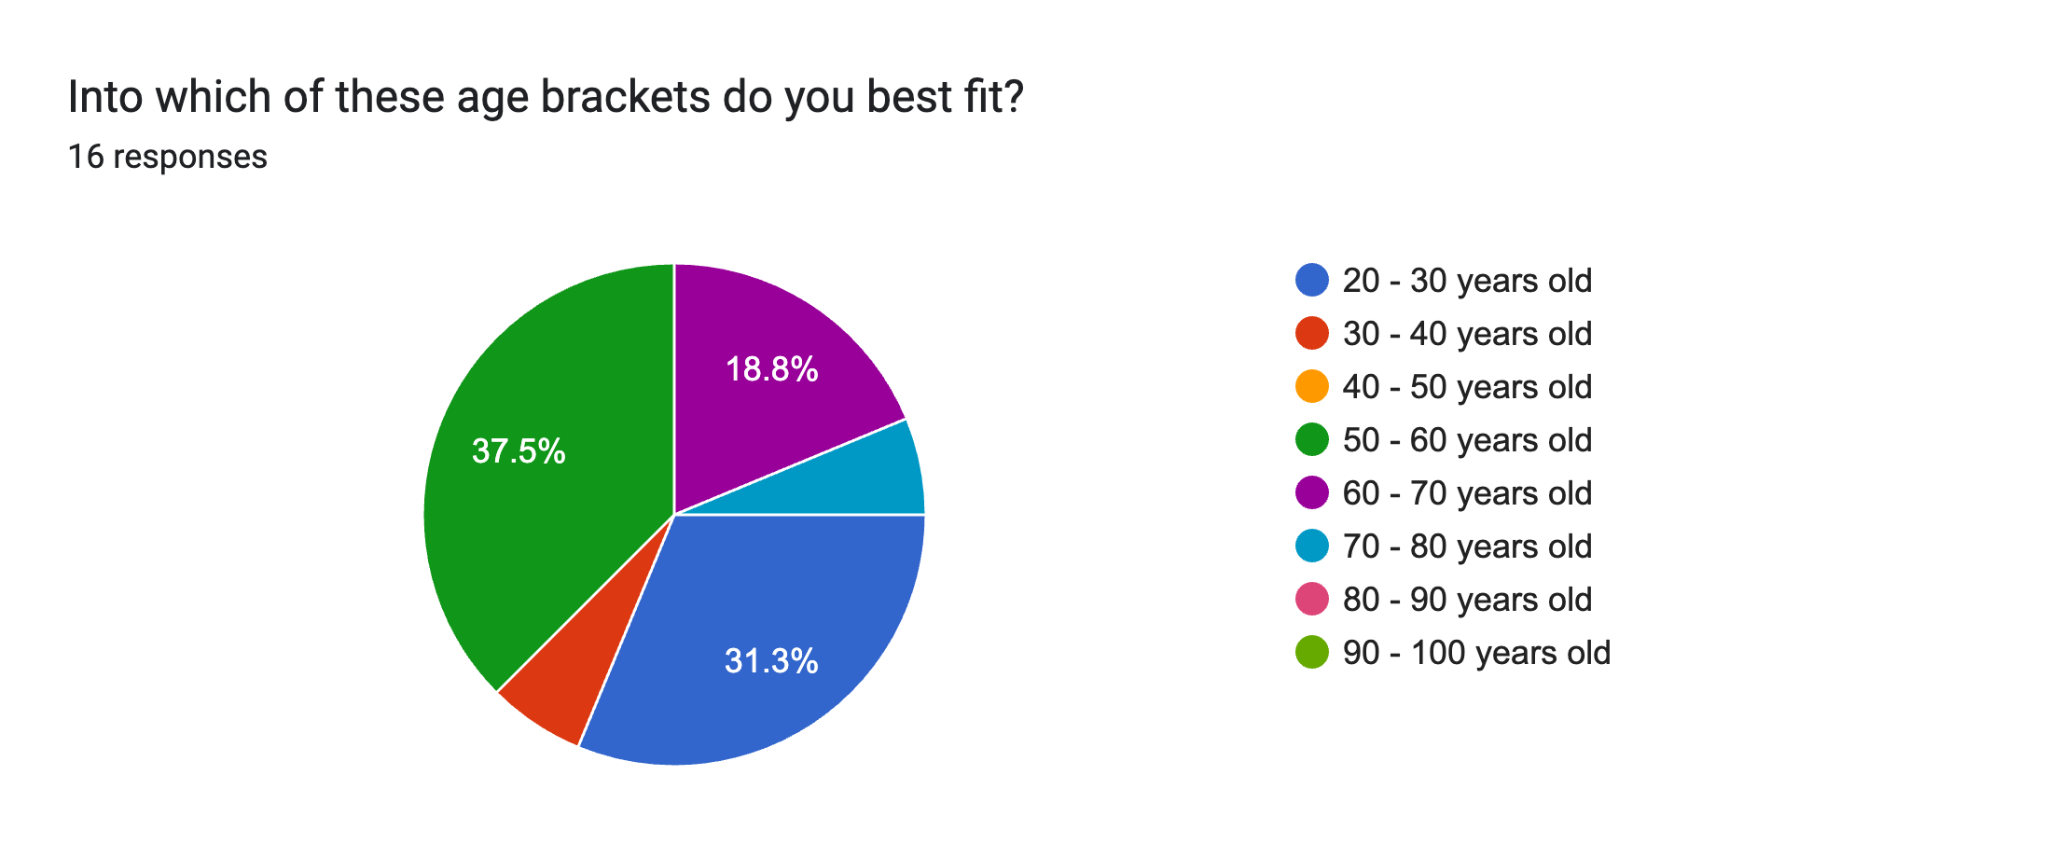 Into which of these age brackets do you best fit?
16 responses
18.8%
37.5%
31.3%
20 - 30 years old
30 - 40 years old
40 - 50 years old
50 - 60 years old
60 - 70 years old
70 - 80 years old
80 - 90 years old
90 - 100 years old